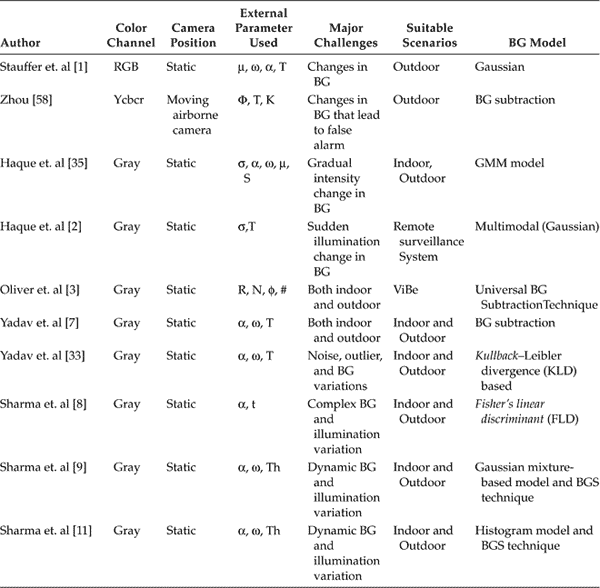 External
Color Camera Parameter Major Suitable
Author Channel Position Used Challenges Scenarios BG Model
Stauffer et. al [1] RGB Static μ, ω, α, T Changes in Outdoor Gaussian
BG
Zhou [58] Ycbcr Moving Φ, T, K Changes in Outdoor BG subtraction
airborne BG that lead
camera to false
alarm
Haque et. al [35] Gray Static σ, α, ω, μ, Gradual Indoor, GMM model
S intensity Outdoor
change in
BG
Haque et. al [2] Gray Static σ,T Sudden Remote Multimodal (Gaussian)
illumination surveillance
change in System
BG
Oliver et. al [3] Gray Static R, N, ϕ, # Both indoor ViBe Universal BG
and outdoor SubtractionTechnique
Yadav et. al [7] Gray Static α, ω, T Both indoor Indoor and BG subtraction
and outdoor Outdoor
Yadav et. al [33] Gray Static α, ω, T Noise, outlier, Indoor and Kullback–Leibler
and BG Outdoor divergence (KLD)
variations based
Sharma et. al [8] Gray Static α, t Complex BG Indoor and Fisher's linear
and Outdoor discriminant (FLD)
illumination
variation
Sharma et. al [9] Gray Static α, ω, Th Dynamic BG Indoor and Gaussian mixture-
and Outdoor based model and BGS
illumination technique
variation
Sharma et. al [11] Gray Static α, ω, Th Dynamic BG Indoor and Histogram model and
and Outdoor BGS technique
illumination
variation